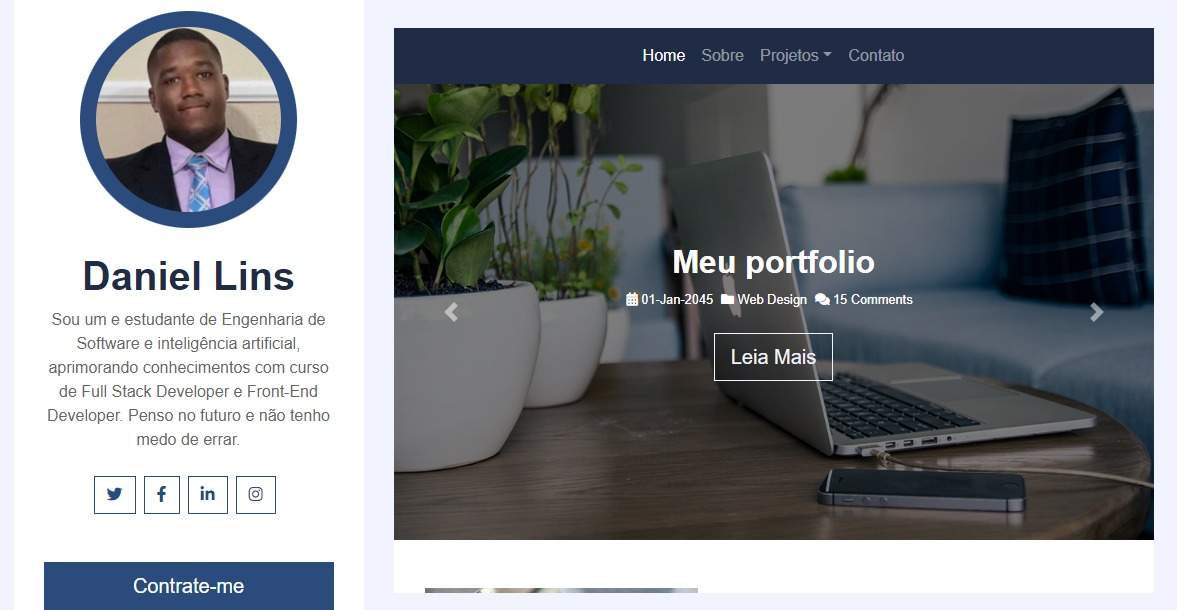 Daniel Lins
Sou um e estudante de Engenharia de
Software e inteligência artificial,
aprimorando conhecimentos com curso
de Full Stack Developer e Front-End
Developer. Penso no futuro e não tenho
medo de errar.
Contrate-me
Home Sobre Projetos Contato
Meu portfolio
01-Jan-2045 Web Design 15 Comments
Leia Mais